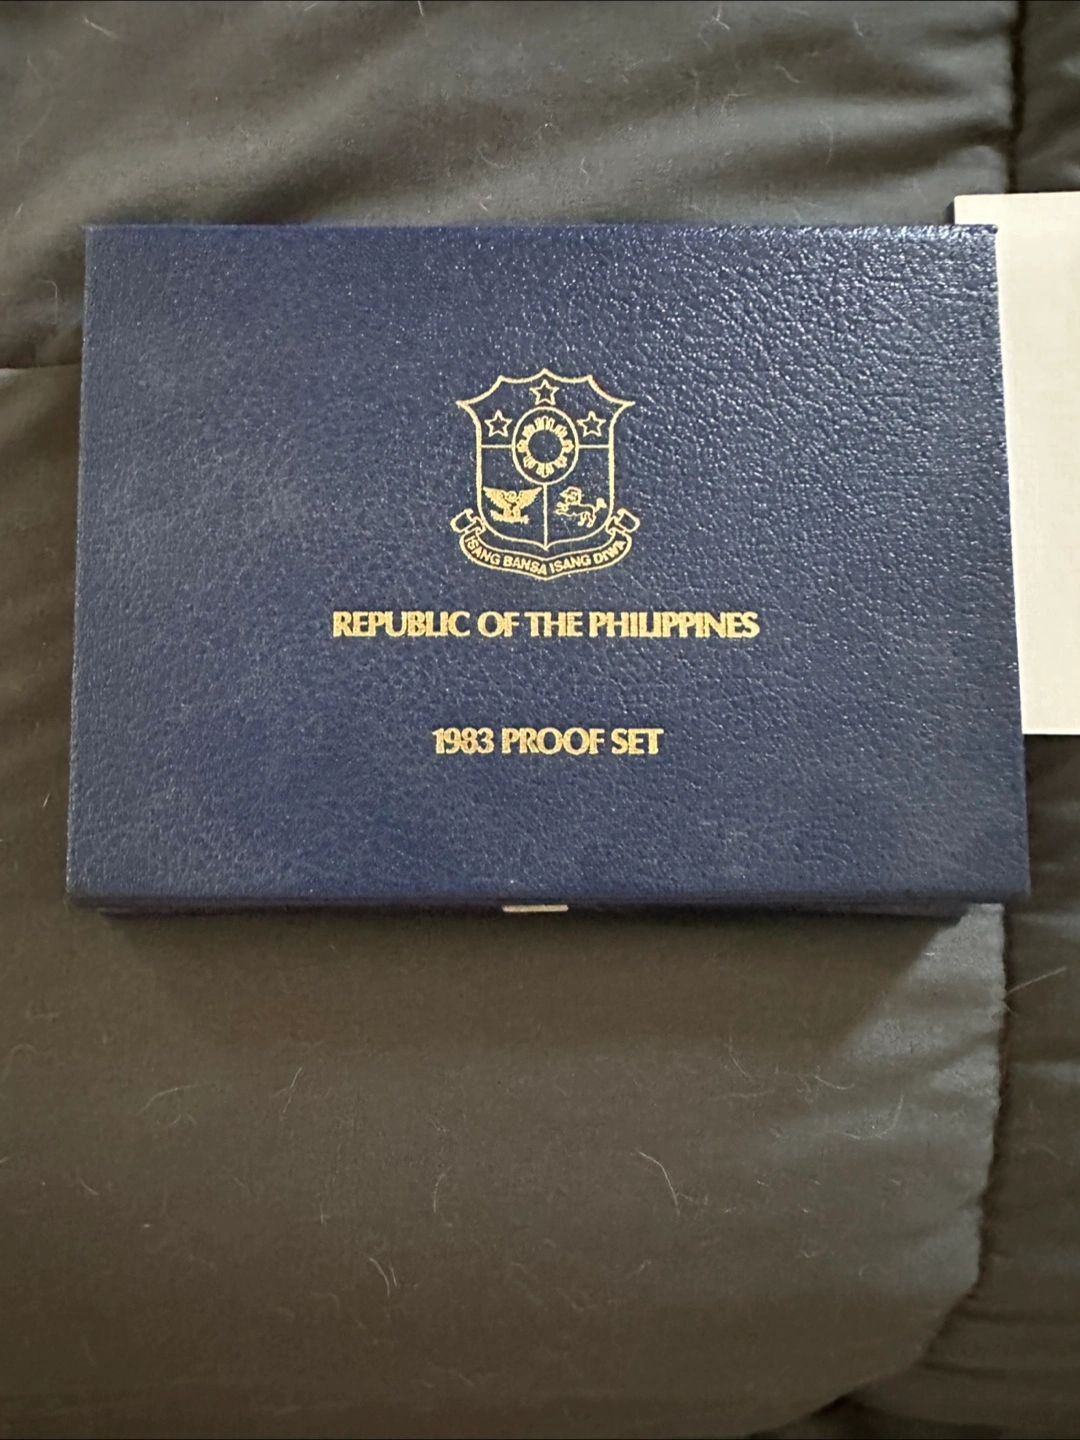 ISANG BANSA ISANG DIWA
REPUBLIC OF THE PHILIPPINES
1983 PROOF SET